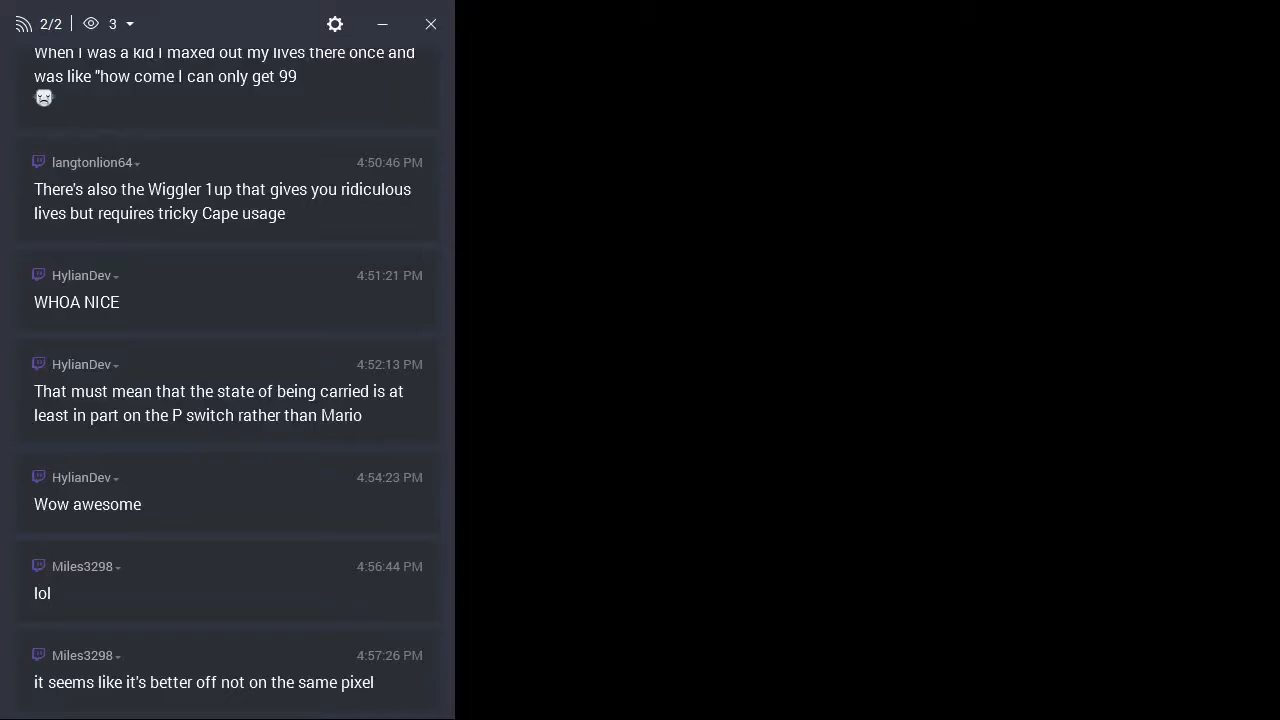 2/2 3
When I was a kid I maxed out my lives there once and
was like "how come I can only get 99
langtonlion64 4:50:46 PM
There's also the Wiggler 1up that gives you ridiculous
lives but requires tricky Cape usage
HylianDev 4:51:21 PM
WHOA NICE
HylianDev 4:52:13 PM
That must mean that the state of being carried is at
least in part on the P switch rather than Mario
HylianDev 4:54:23 PM
Wow awesome
Miles3298 4:56:44 PM
lol
Miles3298 4:57:26 PM
it seems like it's better off not on the same pixel